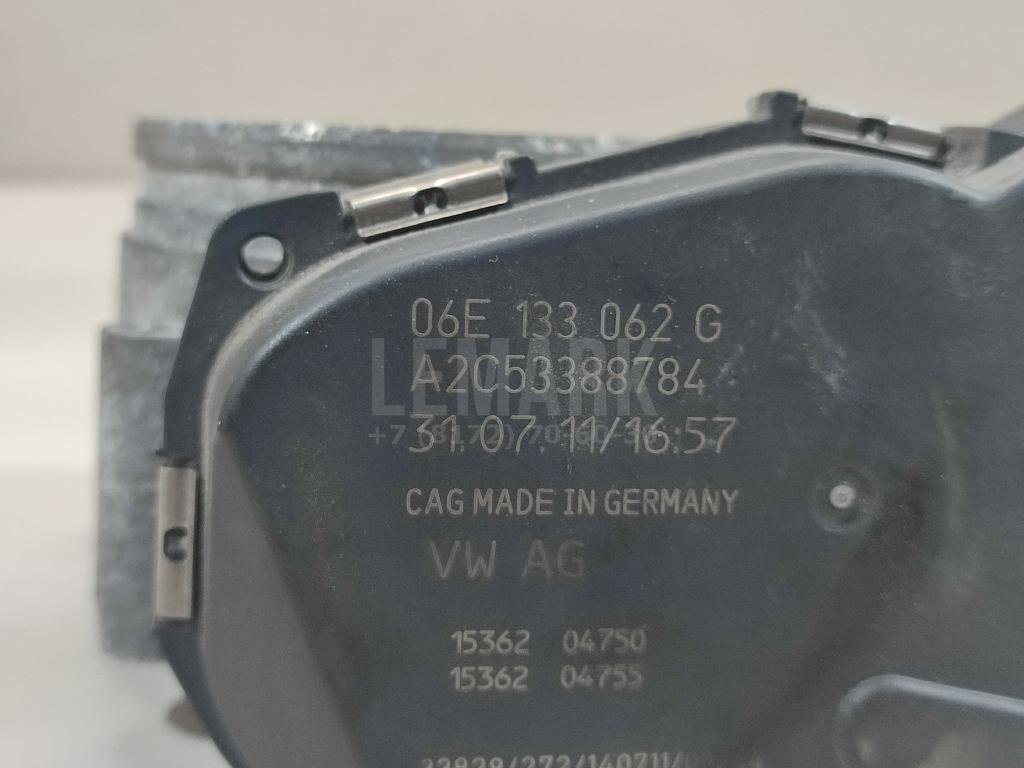 06E 133 062 G
LEMARK
A2C53388784
31.07.11/16:57
CAG MADE IN GERMANY
VW AG
15362 04750
15362 04755